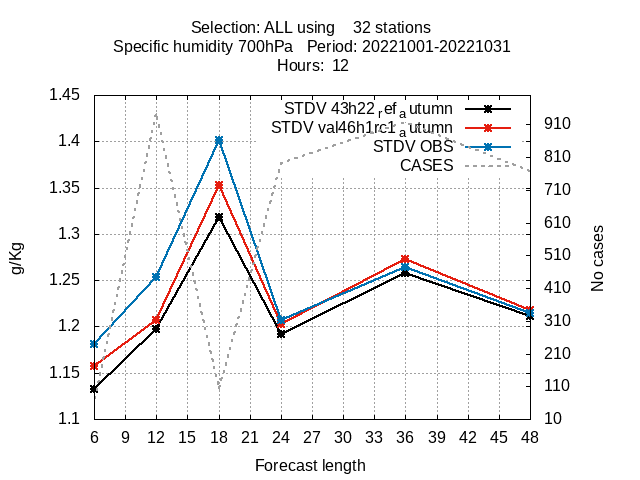 Selection: ALL using    32 stations
Specific humidity 700hPa   Period: 20221001-20221031
Hours:  12
STDV 43h22_ref_autumn
STDV val46h1rc1_autumn
STDV OBS
CASES
1.45
1.4
1.35
1.3
1.25
1.2
1.15
1.1
g/Kg
910
810
710
610
510
410
310
210
110
10
No cases
6 9 12 15 18 21 24 27 30 33 36 39 42 45 48
Forecast length